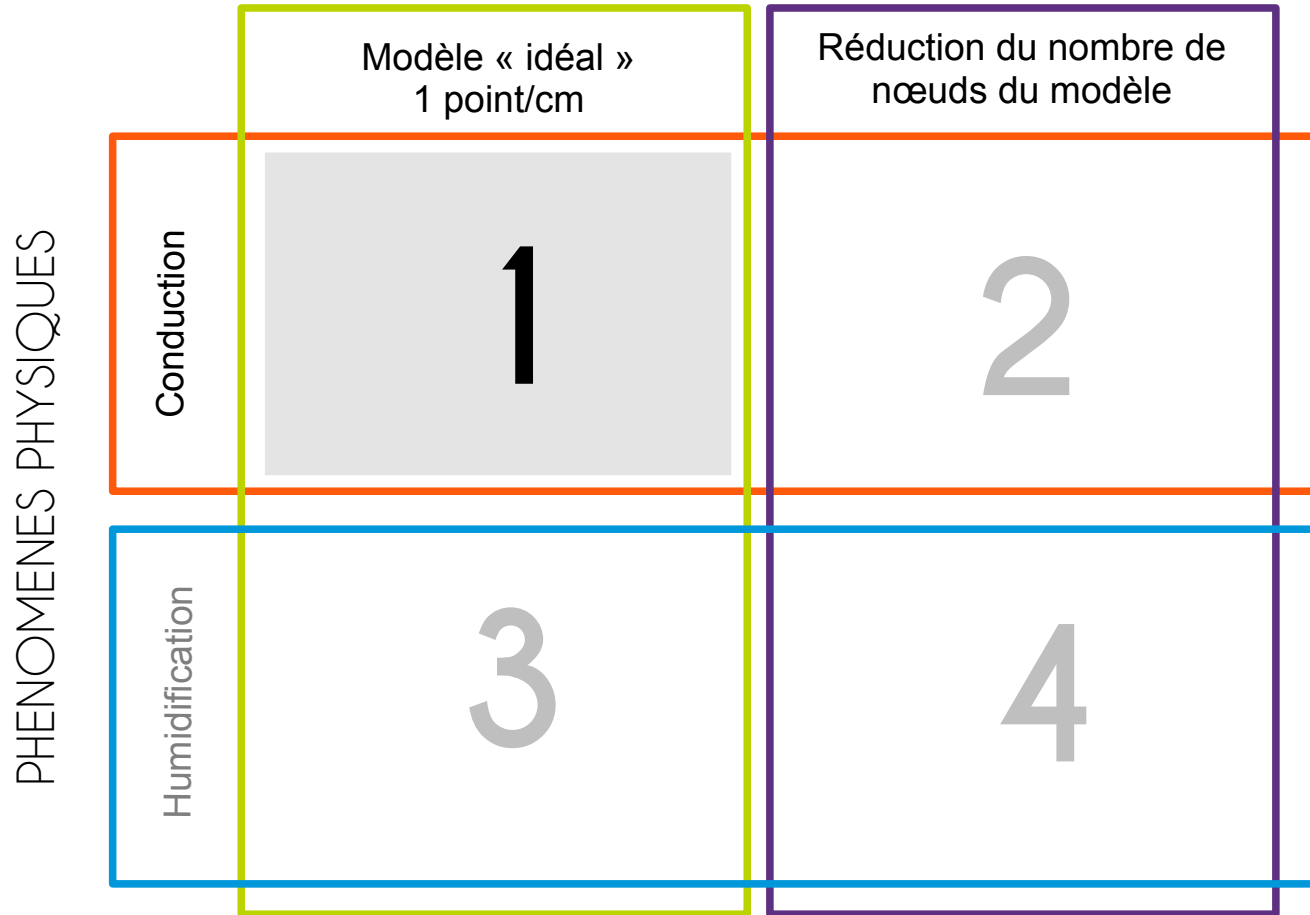 Modèle « idéal »
1 point/cm
Réduction du nombre de
nœuds du modèle
PHENOMENES PHYSIQUES
Conduction
1
2
Humidification
3
4